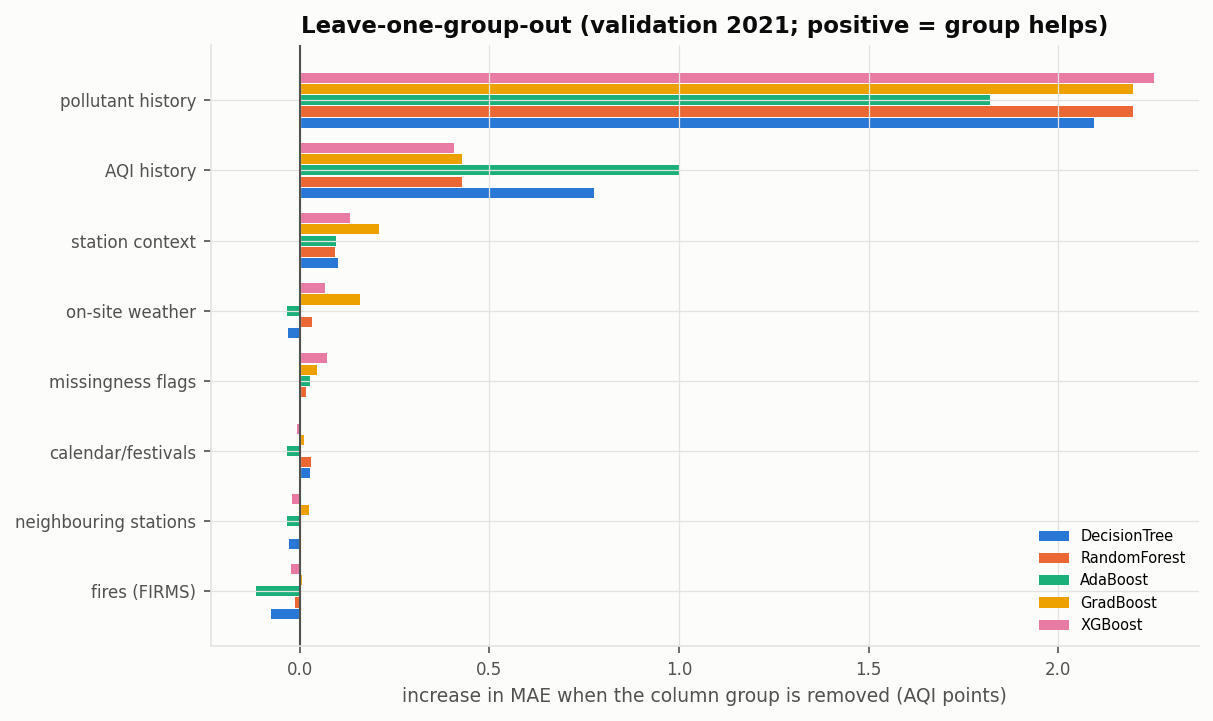 Leave-one-group-out (validation 2021; positive = group helps)
pollutant history
AQI history
station context
on-site weather
missingness flags
calendar/festivals
neighbouring stations
fires (FIRMS)
DecisionTree
RandomForest
AdaBoost
GradBoost
XGBoost
0.0 0.5 1.0 1.5 2.0
increase in MAE when the column group is removed (AQI points)